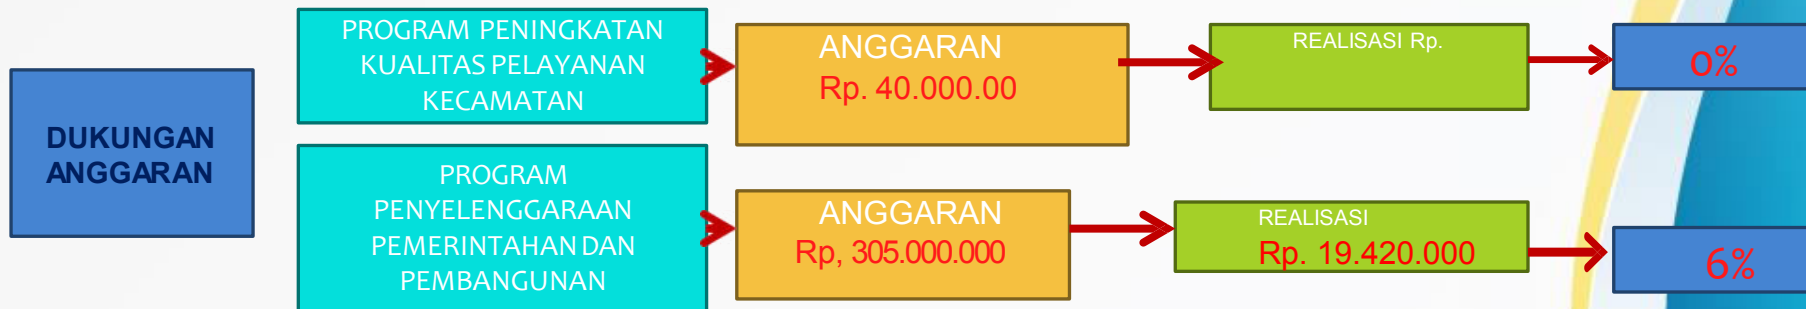 DUKUNGAN
ANGGARAN
PROGRAM PENINGKATAN
KUALITAS PELAYANAN
KECAMATAN
ANGGARAN
Rp. 40.000.00
REALISASI Rp.
0%
PROGRAM
PENYELENGGARAAN
PEMERINTAHAN DAN
PEMBANGUNAN
ANGGARAN
Rp, 305.000.000
REALISASI
Rp. 19.420.000
6%